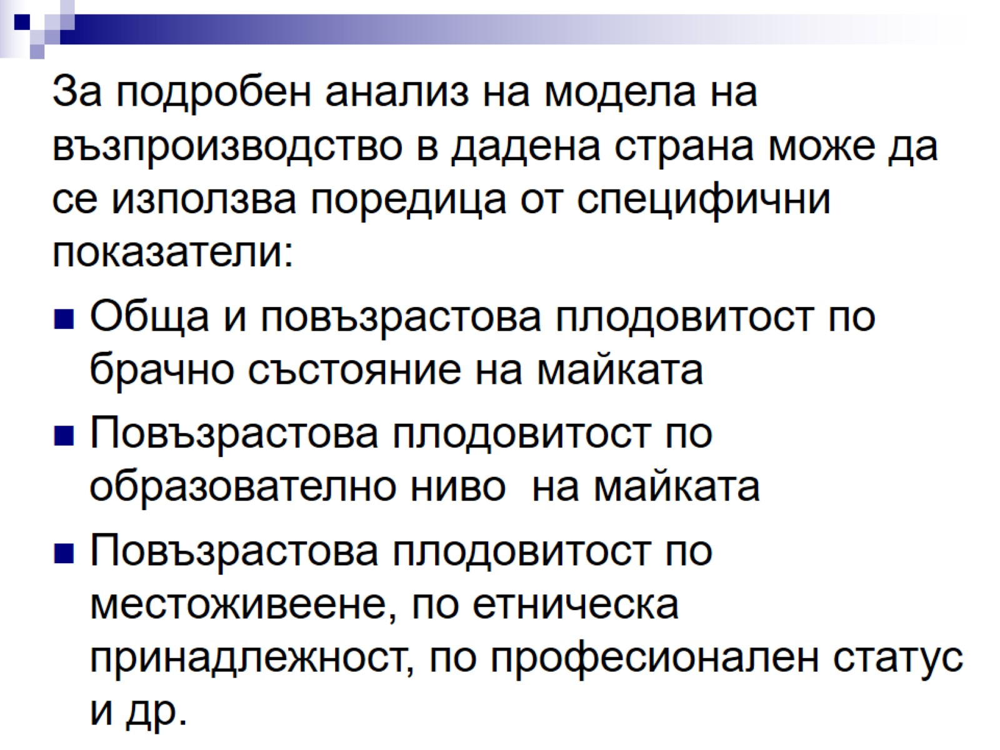 За подробен анализ на модела на
възпроизводство в дадена страна може да
се използва поредица от специфични
показатели:
Обща и повъзрастова плодовитост по
брачно състояние на майката
Повъзрастова плодовитост по
образователно ниво  на майката
Повъзрастова плодовитост по
местоживеене, по етническа
принадлежност, по професионален статус
и др.